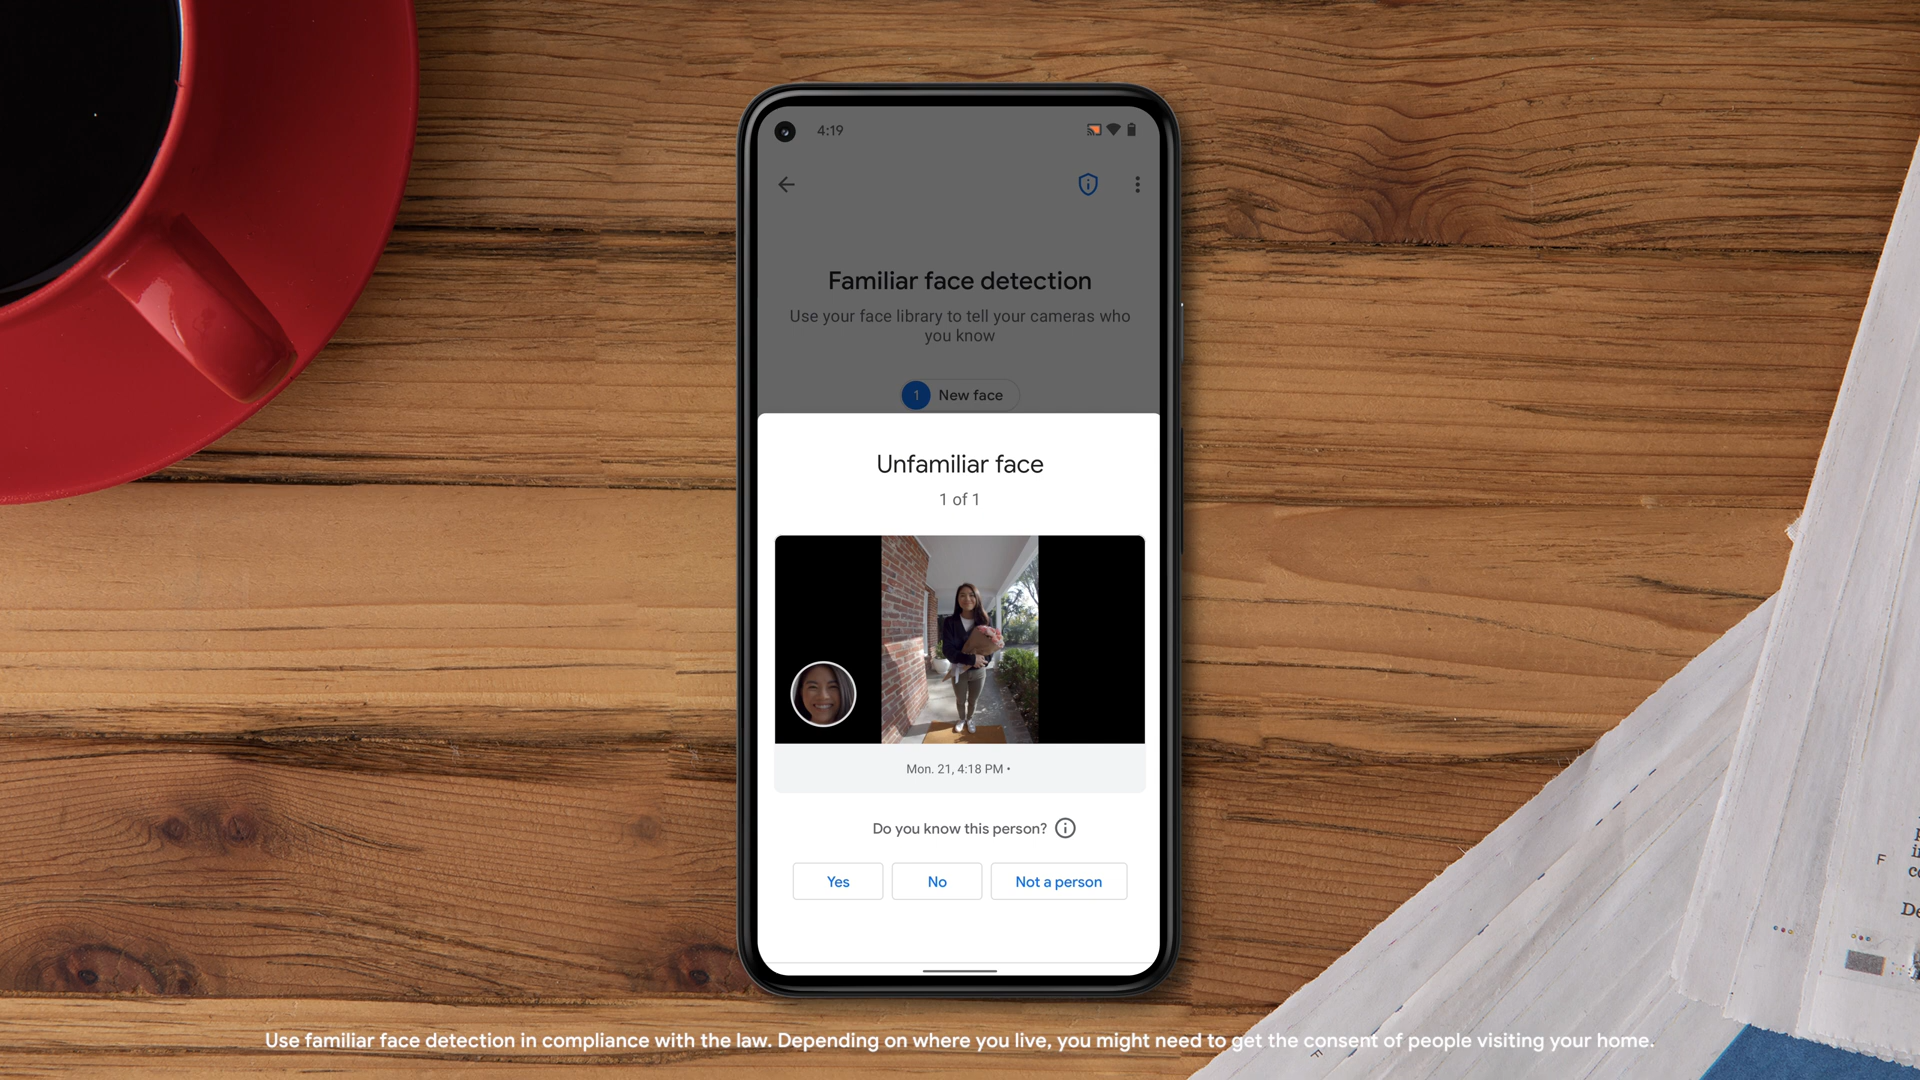 4:19
Familiar face detection
Use your face library to tell your cameras who
you know
1 New face
Unfamiliar face
1 of 1
Mon. 21, 4:18 PM •
Do you know this person?
Yes No Not a person
F
De
F
Use familiar face detection in compliance with the law. Depending on where you live, you might need to get the consent of people visiting your home.